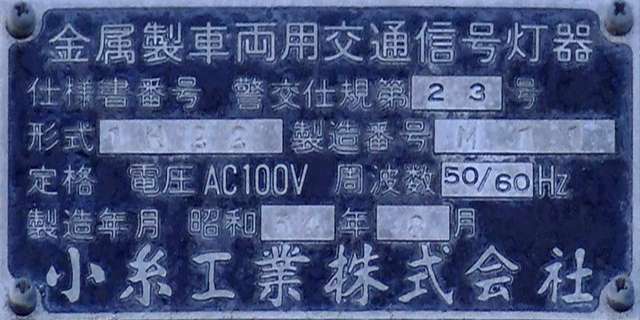 金属製車両用交通信号灯器
仕様書番号 警交仕規第 23 号
形式 製造番号
定格 電圧 AC100V 周波数 50/60 Hz
製造年月 昭和 年 月
小糸工業株式会社